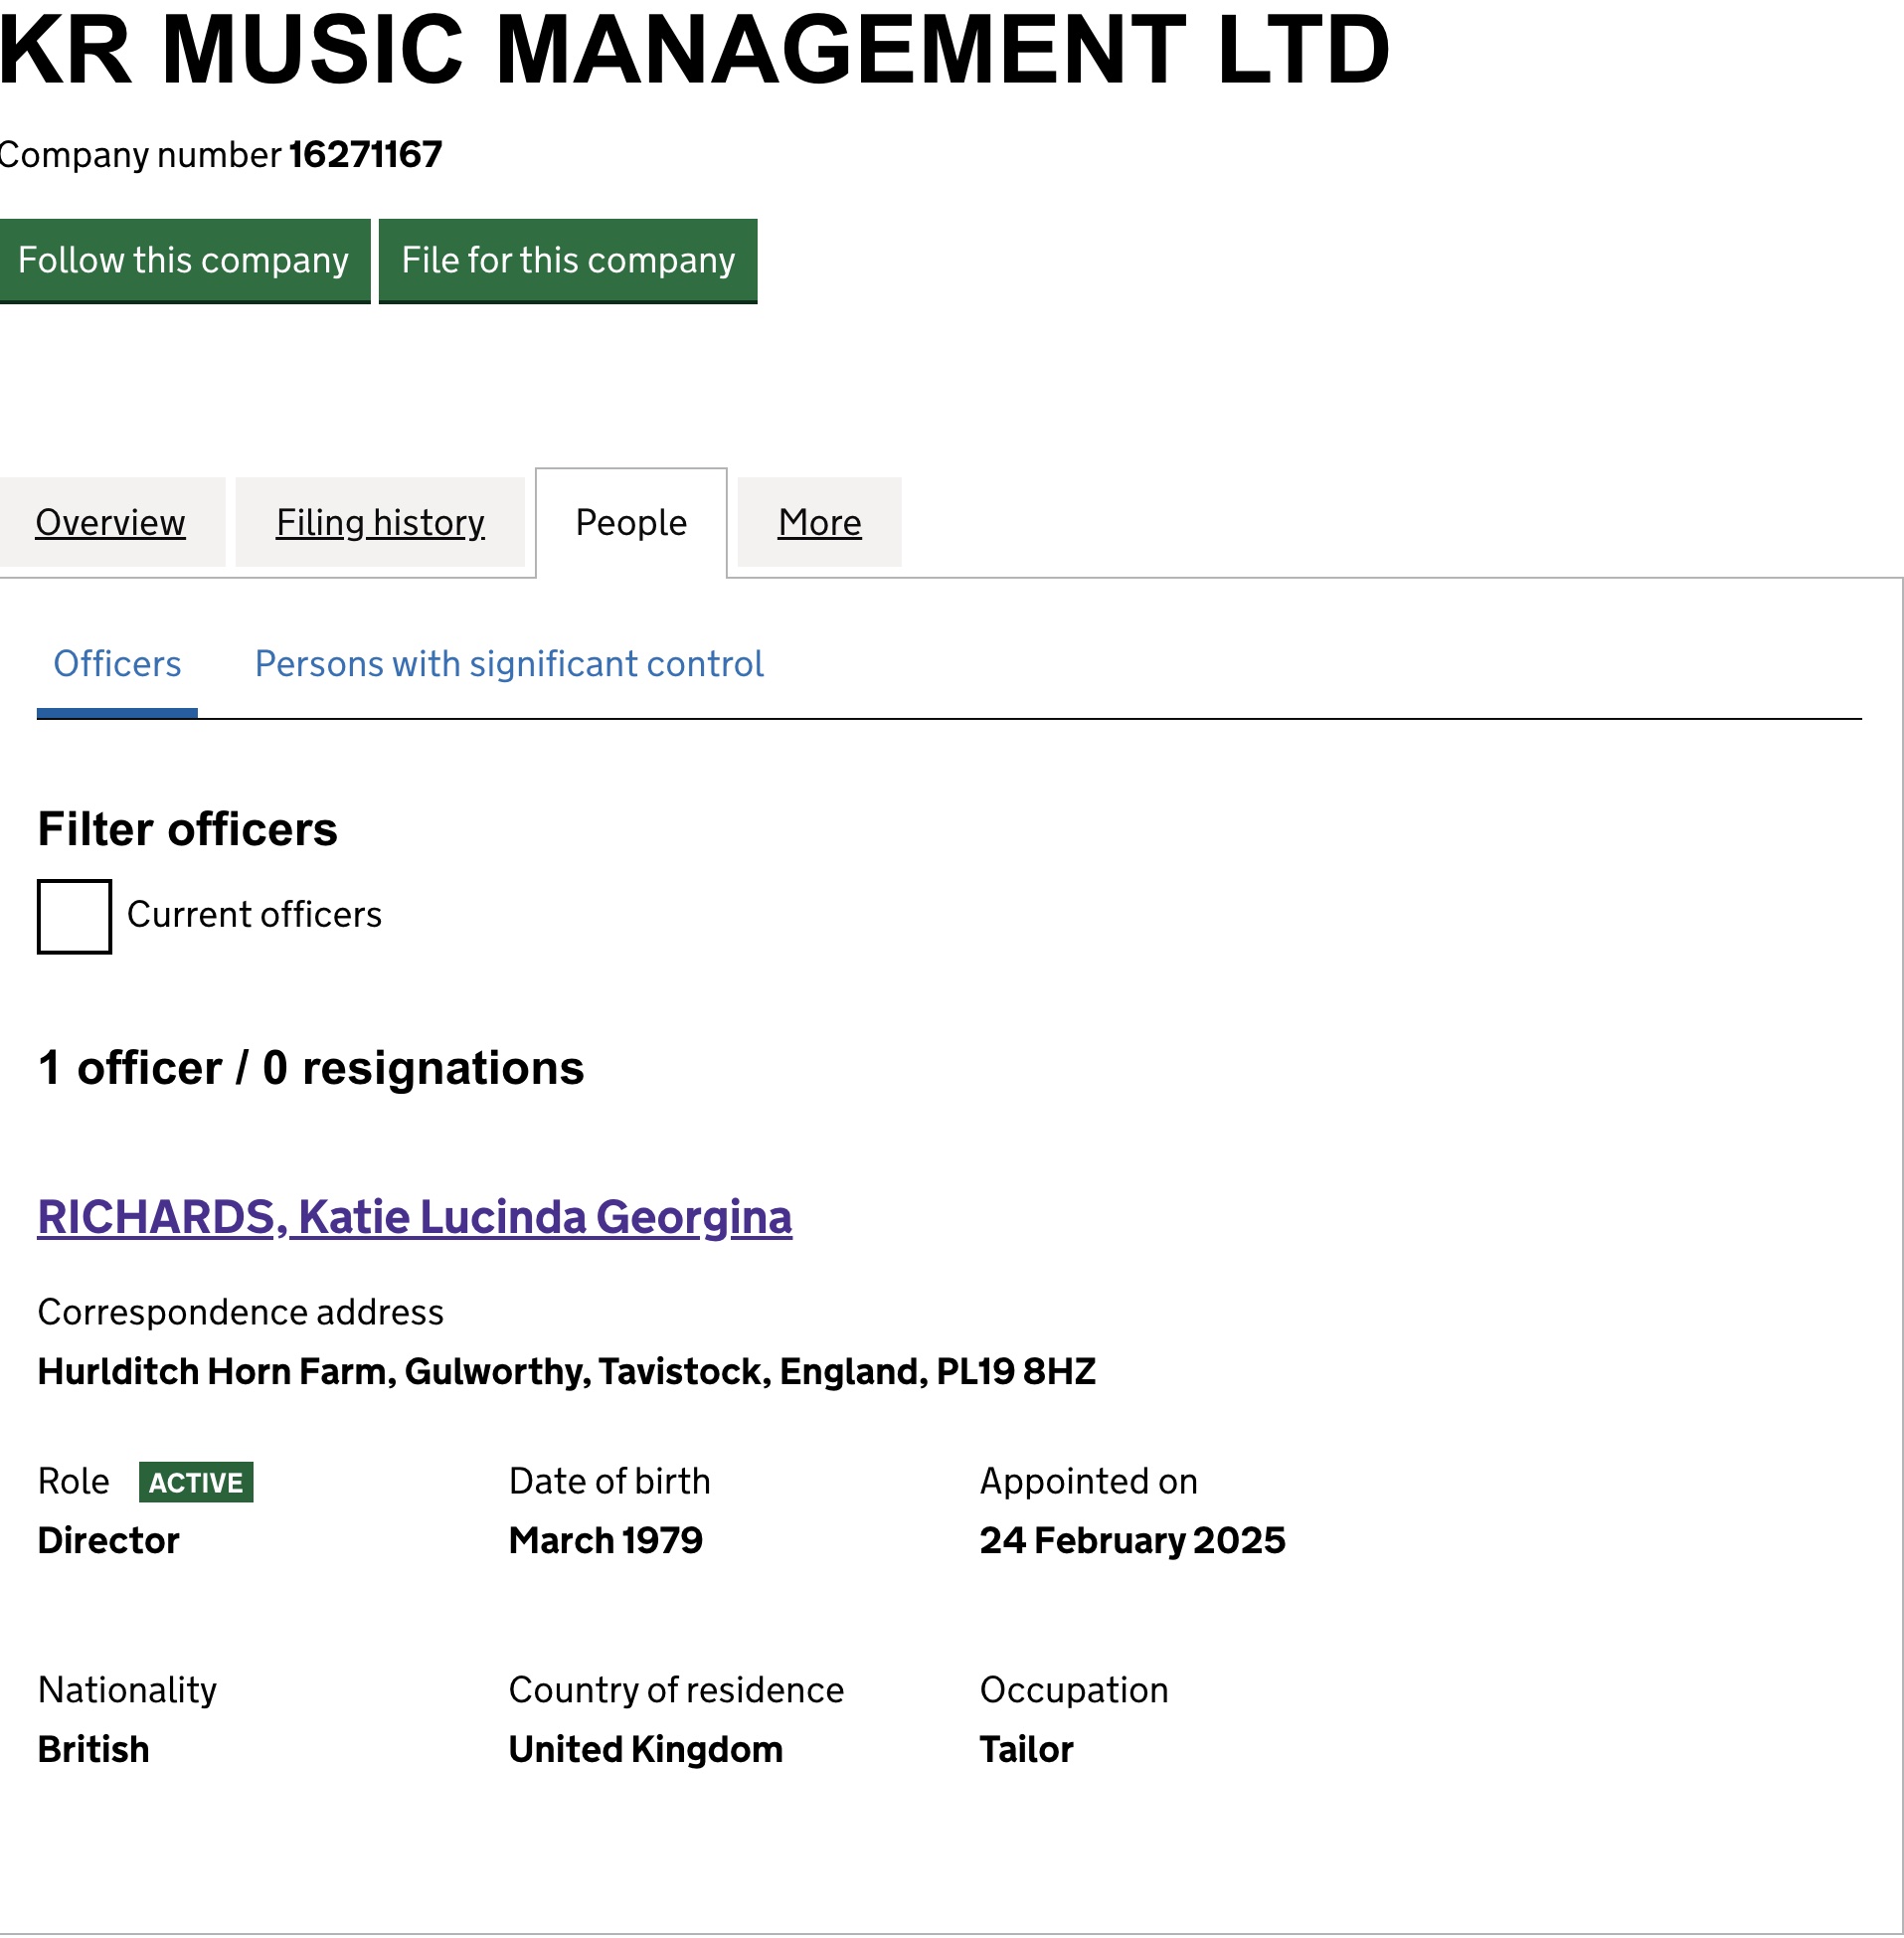 KR MUSIC MANAGEMENT LTD
Company number 16271167
Follow this company File for this company
Overview Filing history People More
Officers Persons with significant control
Filter officers
Current officers
1 officer / 0 resignations
RICHARDS, Katie Lucinda Georgina
Correspondence address
Hurlditch Horn Farm, Gulworthy, Tavistock, England, PL19 8HZ
Role ACTIVE Date of birth Appointed on
Director March 1979 24 February 2025
Nationality Country of residence Occupation
British United Kingdom Tailor